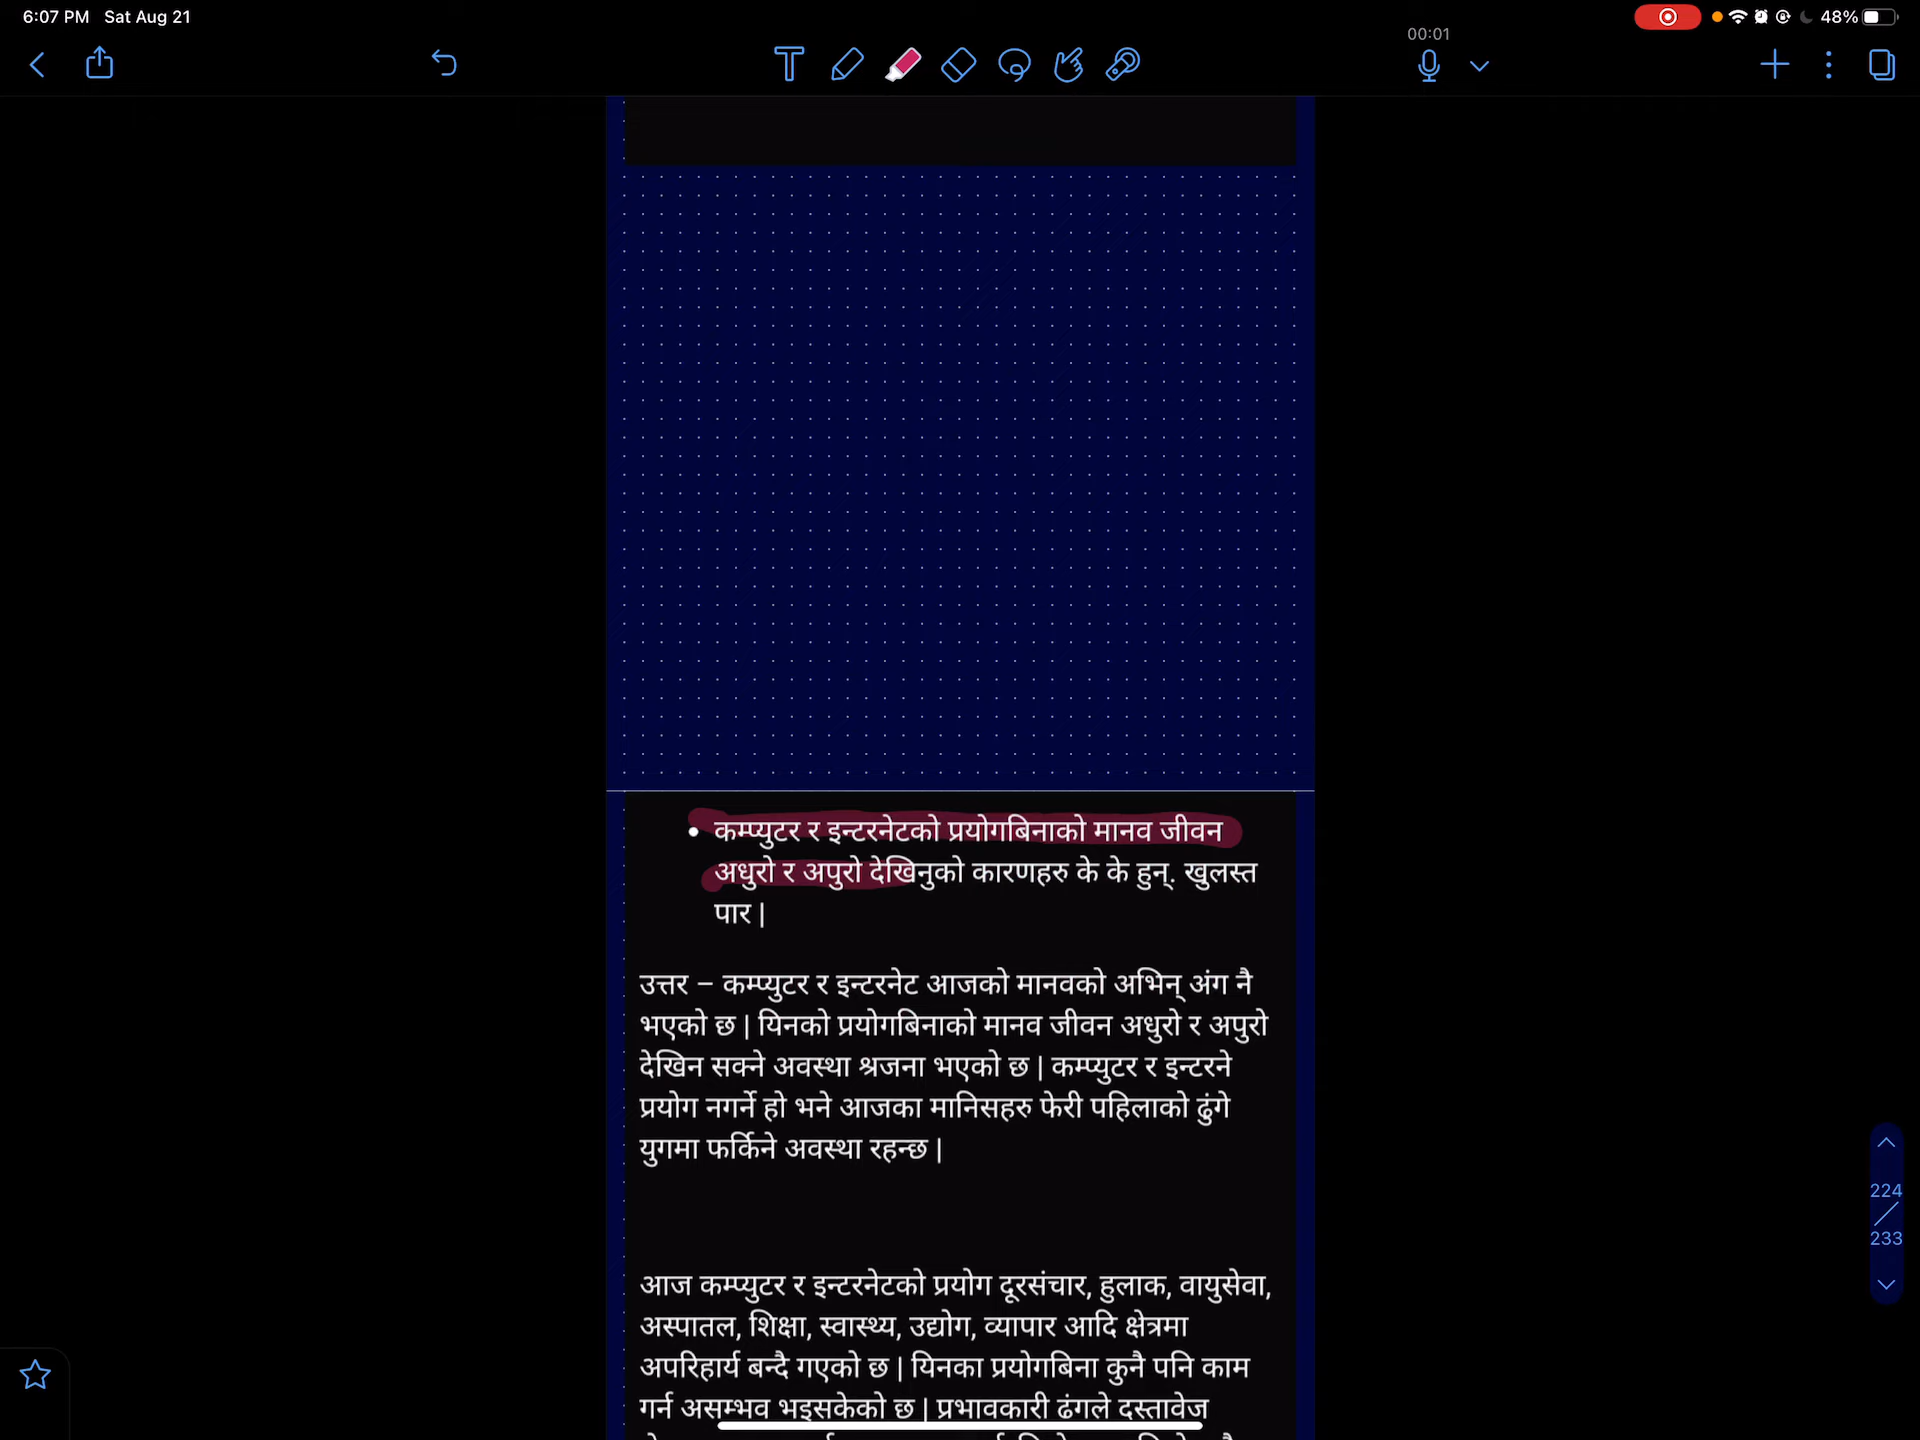 6:07 PM Sat Aug 21
48%
00:01
• कम्प्युटर र इन्टरनेटको प्रयोगबिनाको मानव जीवन
अधुरो र अपुरो देखिनुको कारणहरु के के हुन्. खुलस्त
पार |
उत्तर – कम्प्युटर र इन्टरनेट आजको मानवको अभिन् अंग नै
भएको छ | यिनको प्रयोगबिनाको मानव जीवन अधुरो र अपुरो
देखिन सक्ने अवस्था श्रजना भएको छ | कम्प्युटर र इन्टरने
प्रयोग नगर्ने हो भने आजका मानिसहरु फेरी पहिलाको ढुंगे
युगमा फर्किने अवस्था रहन्छ |
आज कम्प्युटर र इन्टरनेटको प्रयोग दूरसंचार, हुलाक, वायुसेवा,
अस्पातल, शिक्षा, स्वास्थ्य, उद्योग, व्यापार आदि क्षेत्रमा
अपरिहार्य बन्दै गएको छ | यिनका प्रयोगबिना कुनै पनि काम
गर्न असम्भव भइसकेको छ | प्रभावकारी ढंगले दस्तावेज
224
233